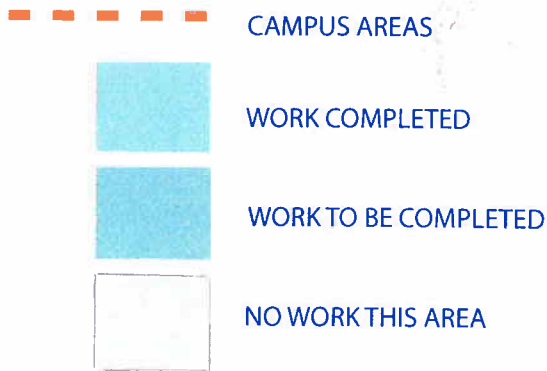 CAMPUS AREAS
WORK COMPLETED
WORK TO BE COMPLETED
NO WORK THIS AREA